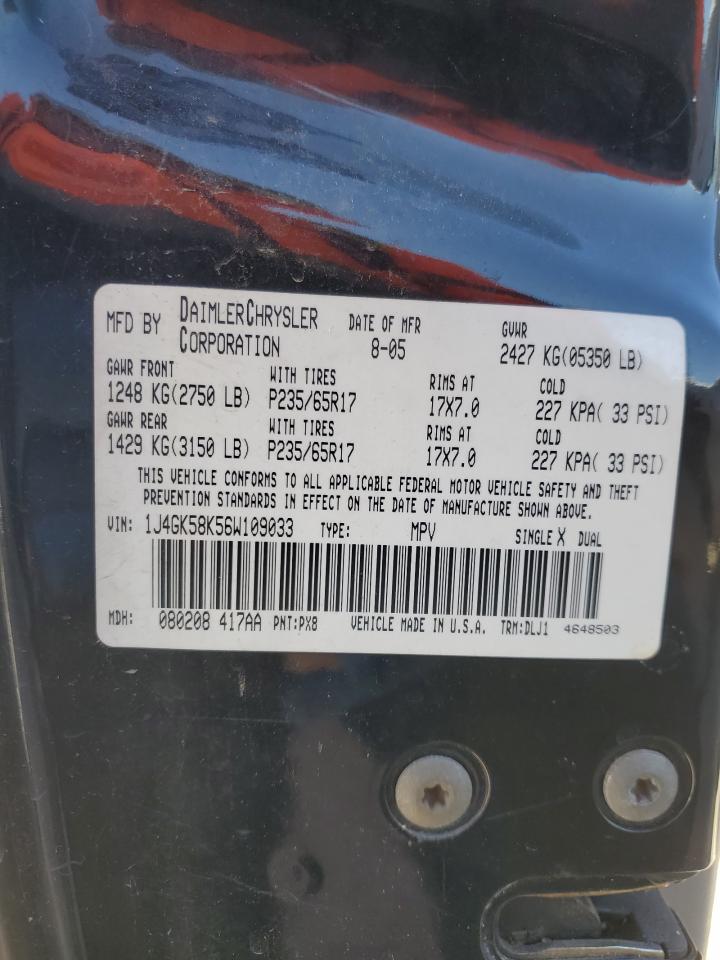 MFD BY DAIMLERCHRYSLER CORPORATION DATE OF MFR 8-05 GVWR 2427 KG(05350 LB)
GAWR FRONT WITH TIRES RIMS AT COLD
1248 KG(2750 LB) P235/65R17 17X7.0 227 KPA( 33 PSI)
GAWR REAR WITH TIRES RIMS AT COLD
1429 KG(3150 LB) P235/65R17 17X7.0 227 KPA( 33 PSI)
THIS VEHICLE CONFORMS TO ALL APPLICABLE FEDERAL MOTOR VEHICLE SAFETY AND THEFT
PREVENTION STANDARDS IN EFFECT ON THE DATE OF MANUFACTURE SHOWN ABOVE.
VIN: 1J4GK58K56W109033 TYPE: MPV SINGLE X DUAL
MDH: 080208 417AA PNT:PX8 VEHICLE MADE IN U.S.A. TRM:DLJ1 4648503